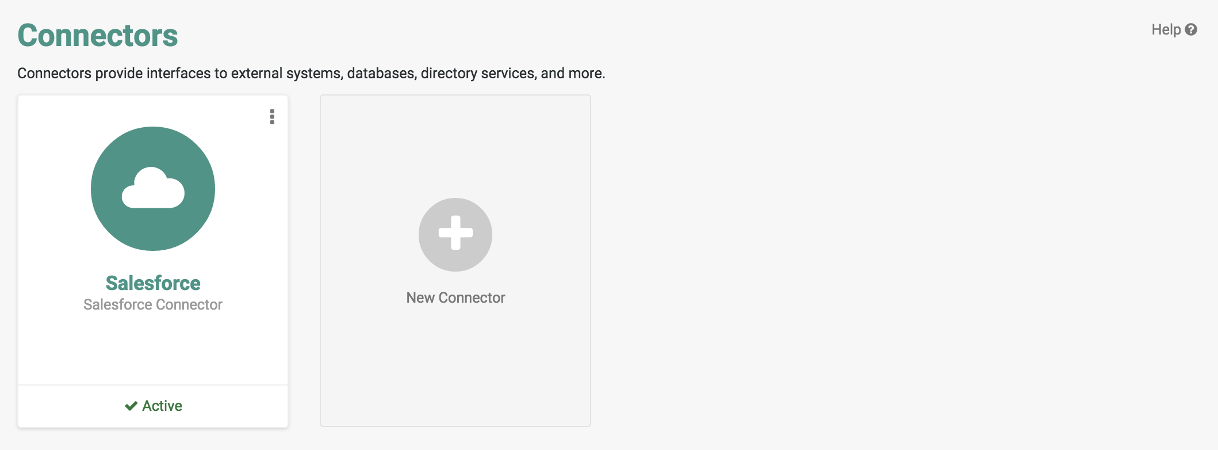 Connectors
Help
Connectors provide interfaces to external systems, databases, directory services, and more.
Salesforce
Salesforce Connector
Active
New Connector